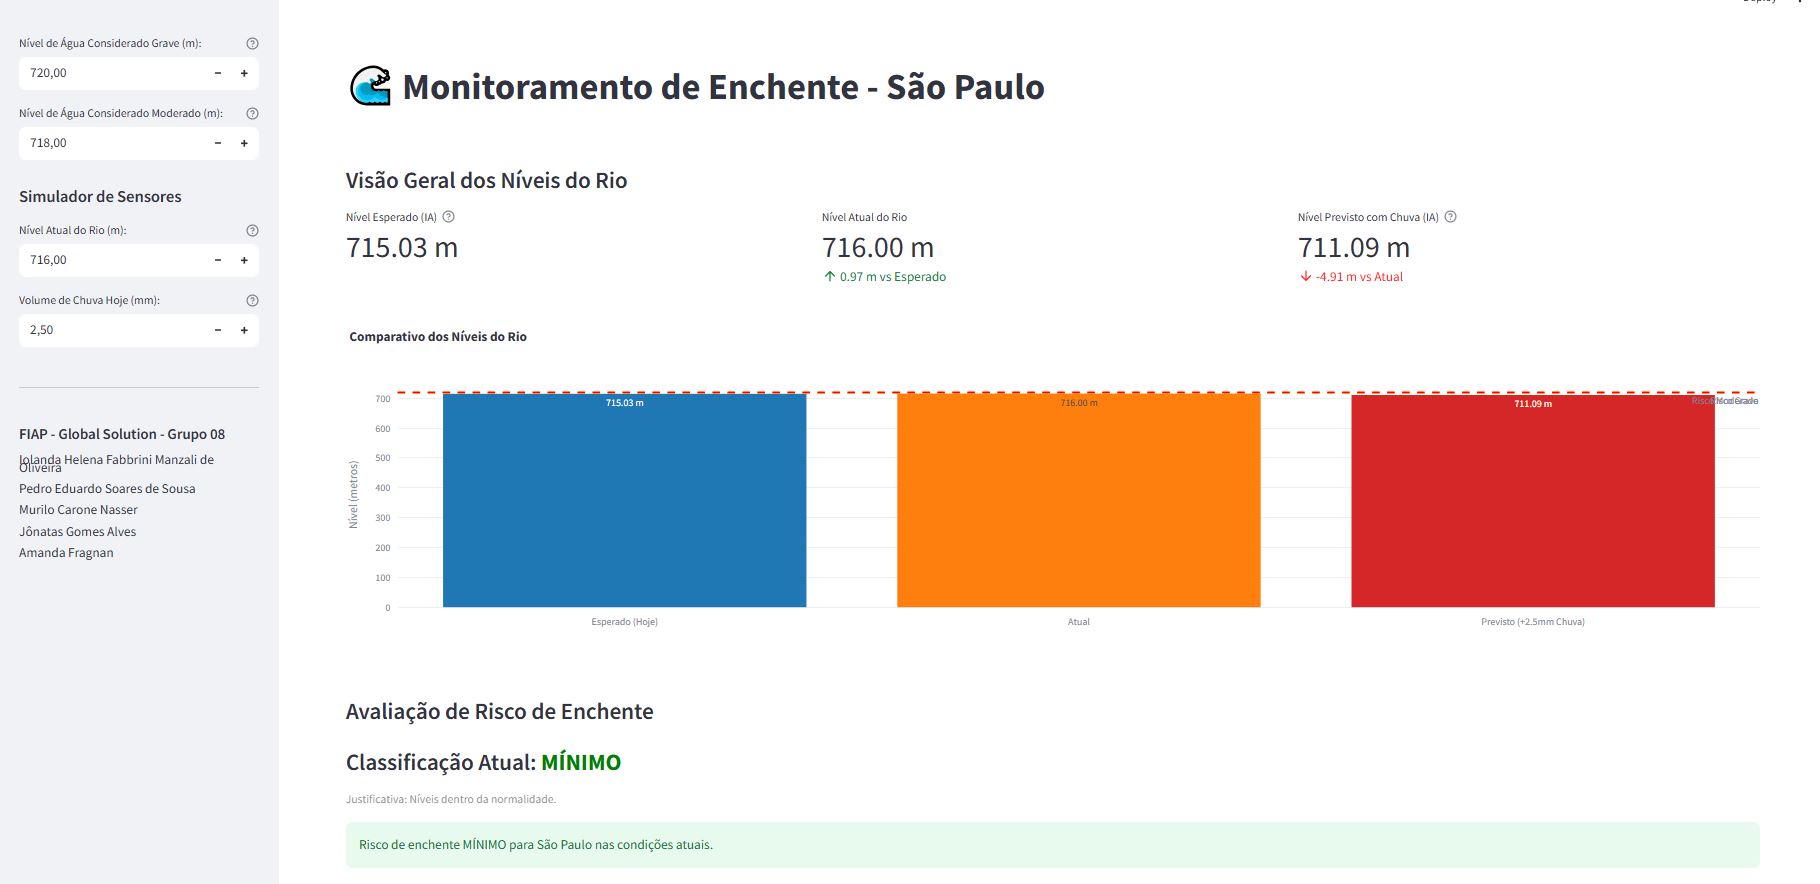 Nível de Água Considerado Grave (m):
720,00
Nível de Água Considerado Moderado (m):
718,00
Simulador de Sensores
Nível Atual do Rio (m):
716,00
Volume de Chuva Hoje (mm):
2,50
FIAP - Global Solution - Grupo 08
Iolanda Helena Fabbrini Manzali de
Oliveira
Pedro Eduardo Soares de Sousa
Murilo Carone Nasser
Jônatas Gomes Alves
Amanda Fragnan
Monitoramento de Enchente - São Paulo
Visão Geral dos Níveis do Rio
Nível Esperado (IA)
715.03 m
Nível Atual do Rio
716.00 m
0.97 m vs Esperado
Nível Previsto com Chuva (IA)
711.09 m
-4.91 m vs Atual
Comparativo dos Níveis do Rio
Nível (metros)
700
600
500
400
300
200
100
0
715.03 m
716.00 m
711.09 m
Esperado (Hoje)
Atual
Previsto (+2.5mm Chuva)
Avaliação de Risco de Enchente
Classificação Atual: MÍNIMO
Justificativa: Níveis dentro da normalidade.
Risco de enchente MÍNIMO para São Paulo nas condições atuais.